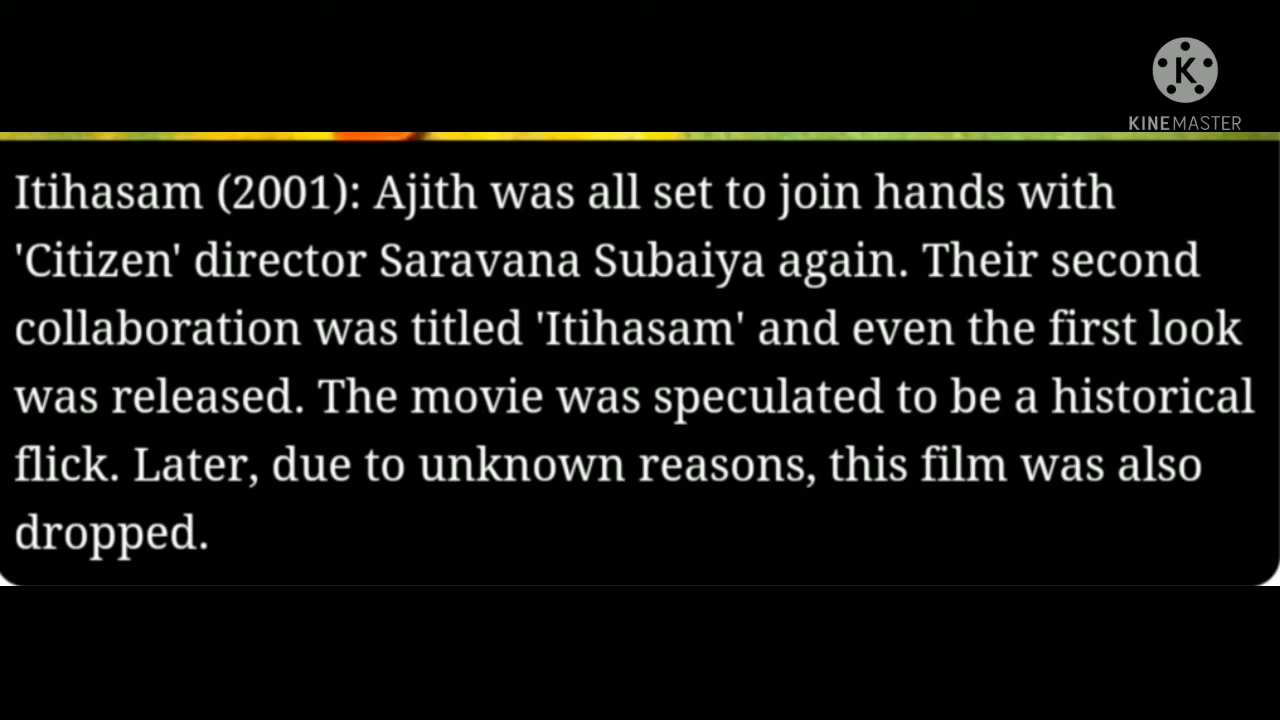 K
KINEMASTER
Itihasam (2001): Ajith was all set to join hands with
'Citizen' director Saravana Subaiya again. Their second
collaboration was titled 'Itihasam' and even the first look
was released. The movie was speculated to be a historical
flick. Later, due to unknown reasons, this film was also
dropped.